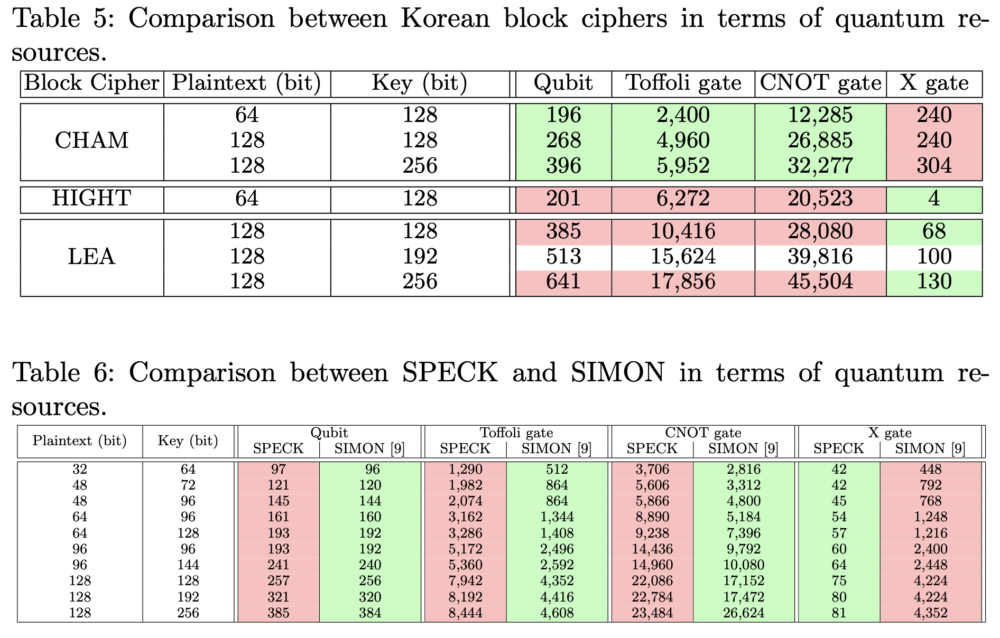 Table 5: Comparison between Korean block ciphers in terms of quantum re-
sources.
Block Cipher Plaintext (bit) Key (bit) Qubit Toffoli gate CNOT gate X gate
64 128 196 2,400 12,285 240
CHAM 128 128 268 4,960 26,885 240
128 256 396 5,952 32,277 304
HIGHT 64 128 201 6,272 20,523 4
128 128 385 10,416 28,080 68
LEA 128 192 513 15,624 39,816 100
128 256 641 17,856 45,504 130
Table 6: Comparison between SPECK and SIMON in terms of quantum re-
sources.
Plaintext (bit) Key (bit) Qubit Toffoli gate CNOT gate X gate
SPECK SIMON [9] SPECK SIMON [9] SPECK SIMON [9] SPECK SIMON [9]
32 64 97 96 1,290 512 3,706 2,816 42 448
48 72 121 120 1,982 864 5,606 3,312 42 792
48 96 145 144 2,074 864 5,866 4,800 45 768
64 96 161 160 3,162 1,344 8,890 5,184 54 1,248
64 128 193 192 3,286 1,408 9,238 7,396 57 1,216
96 96 193 192 5,172 2,496 14,436 9,792 60 2,400
96 144 241 240 5,360 2,592 14,960 10,080 64 2,448
128 128 257 256 7,942 4,352 22,086 17,152 75 4,224
128 192 321 320 8,192 4,416 22,784 17,472 80 4,224
128 256 385 384 8,444 4,608 23,484 26,624 81 4,352